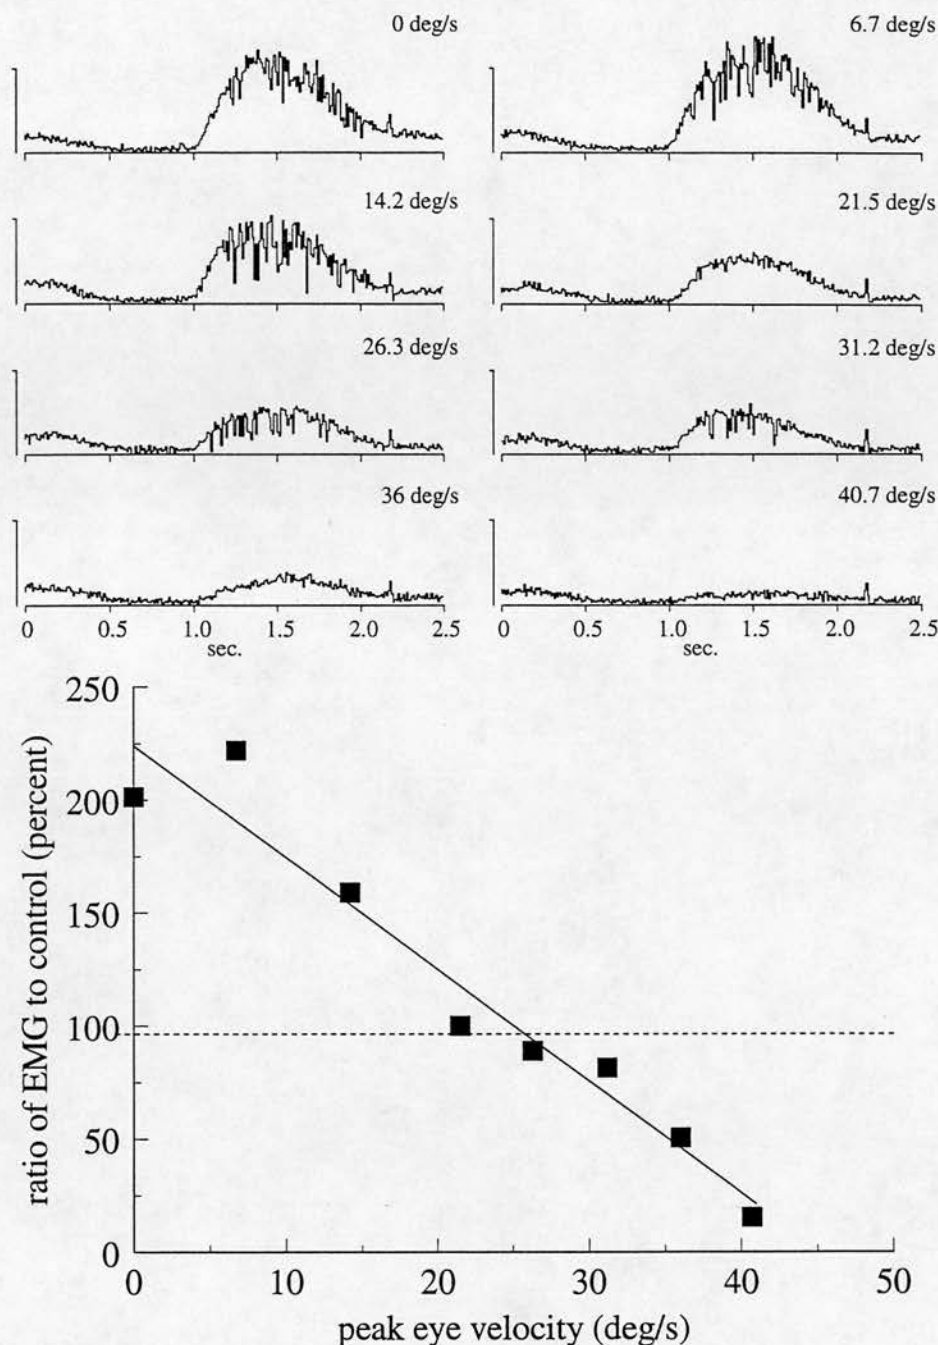 0 deg/s
6.7 deg/s
14.2 deg/s
21.5 deg/s
26.3 deg/s
31.2 deg/s
36 deg/s
40.7 deg/s
0 0.5 1.0 1.5 2.0 2.5
sec.
0 0.5 1.0 1.5 2.0 2.5
sec.
ratio of EMG to control (percent)
250
200
150
100
50
0
0 10 20 30 40 50
peak eye velocity (deg/s)